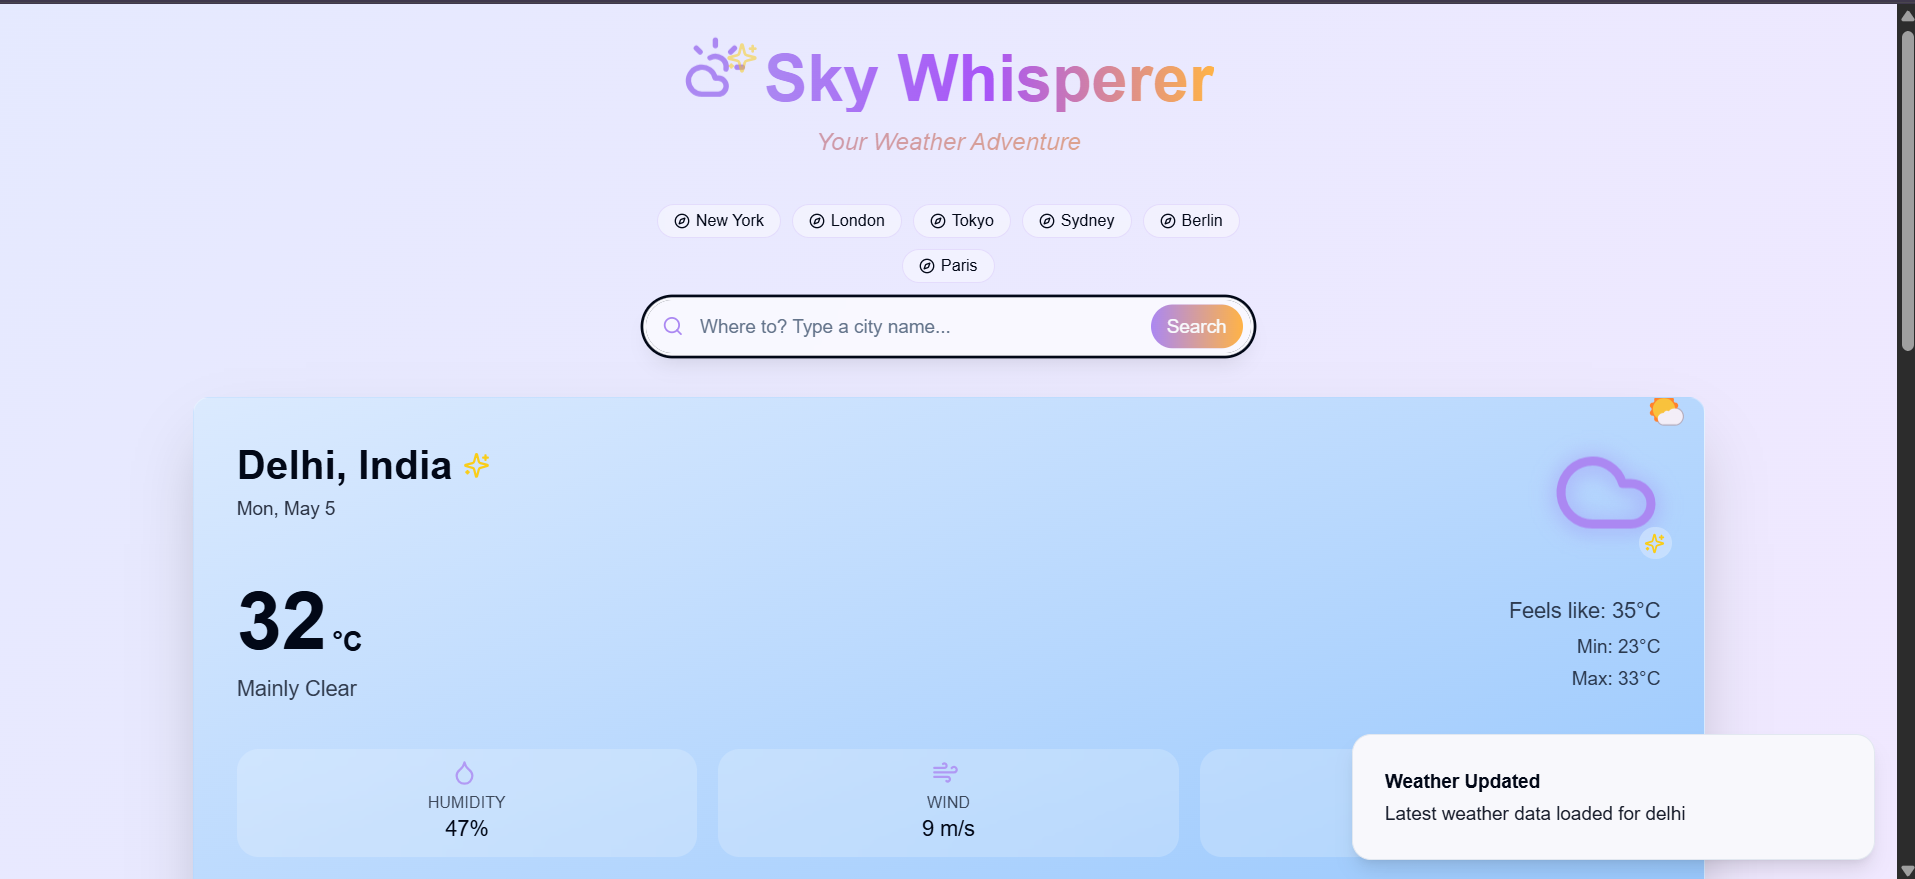 Sky Whisperer
Your Weather Adventure
New York
London
Tokyo
Sydney
Berlin
Paris
Where to? Type a city name...
Search
Delhi, India
Mon, May 5
32 °C
Mainly Clear
Feels like: 35°C
Min: 23°C
Max: 33°C
HUMIDITY
47%
WIND
9 m/s
Weather Updated
Latest weather data loaded for delhi